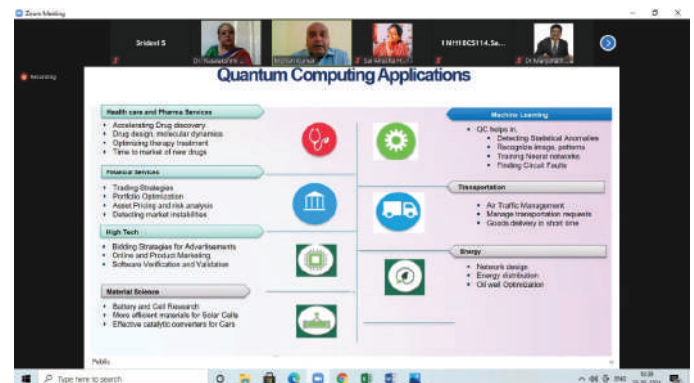 Zoom Meeting
Sridevi S
1NH18CS114.Sa...
Recording
Quantum Computing Applications
Health care and Pharma Services
Accelerating Drug discovery
Drug design, molecular dynamics
Optimizing therapy treatment
Time to market of new drugs
Financial Services
Trading Strategies
Portfolio Optimization
Asset Pricing and risk analysis
Detecting market instabilities
High Tech
Bidding Strategies for Advertisements
Online and Product Marketing
Software Verification and Validation
Material Science
Battery and Cell Research
More efficient materials for Solar Cells
Effective catalytic converters for Cars
Machine Learning
QC helps in,
Detecting Statistical Anomalies
Recognize image, patterns
Training Neural networks
Finding Circuit Faults
Transportation
Air Traffic Management
Manage transportation requests
Goods delivery in short time
Energy
Network design
Energy distribution
Oil well Optimization
Public
Type here to search
ENG